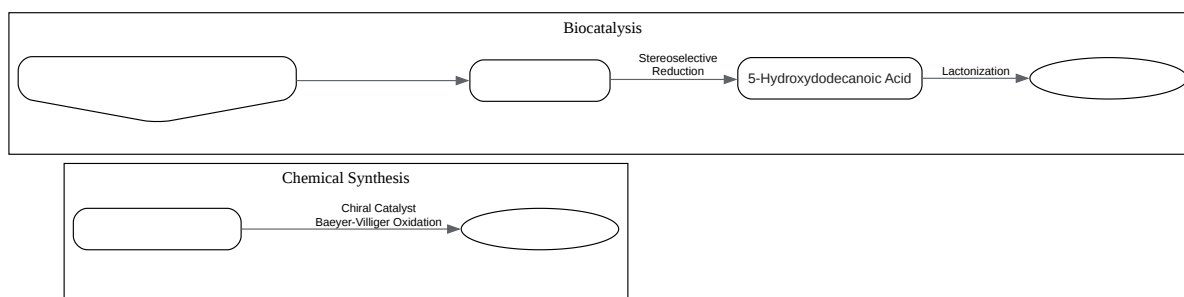 Biocatalysis
Stereoselective
Reduction
5-Hydroxydodecanoic Acid
Lactonization
Chemical Synthesis
Chiral Catalyst
Baeyer-Villiger Oxidation